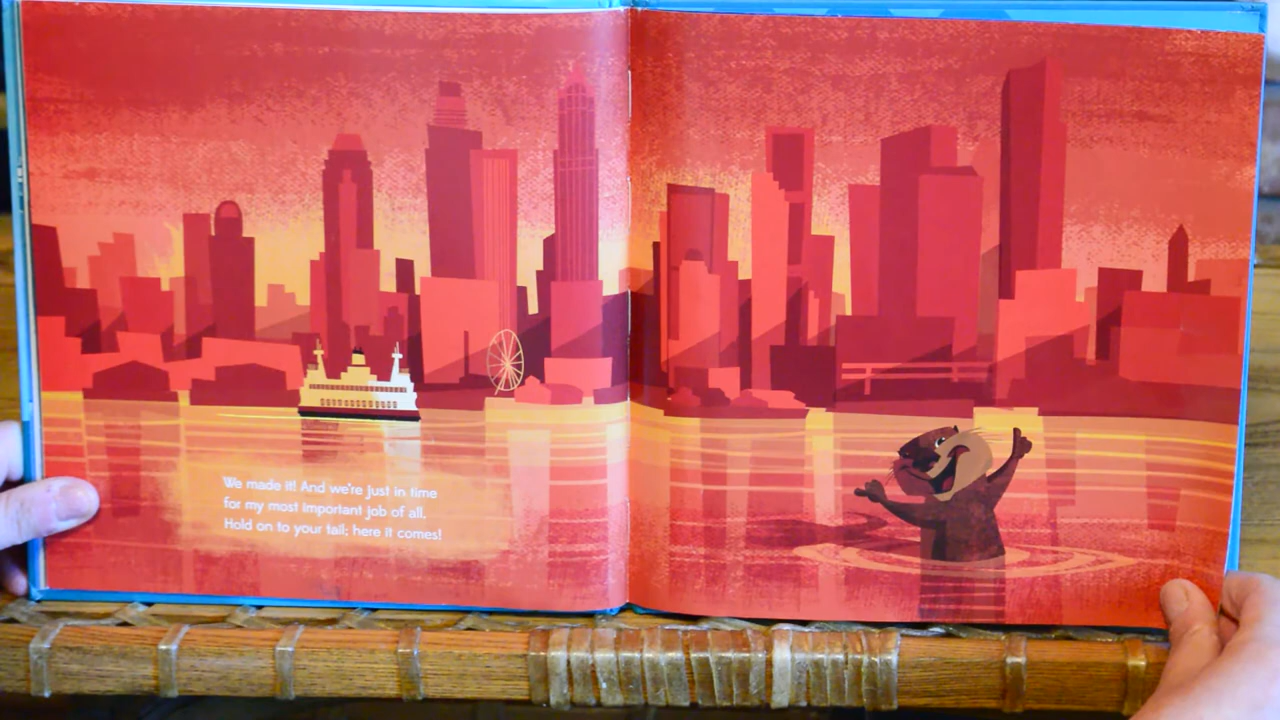 We made it! And we're just in time
for my most important job of all.
Hold on to your tail; here it comes!